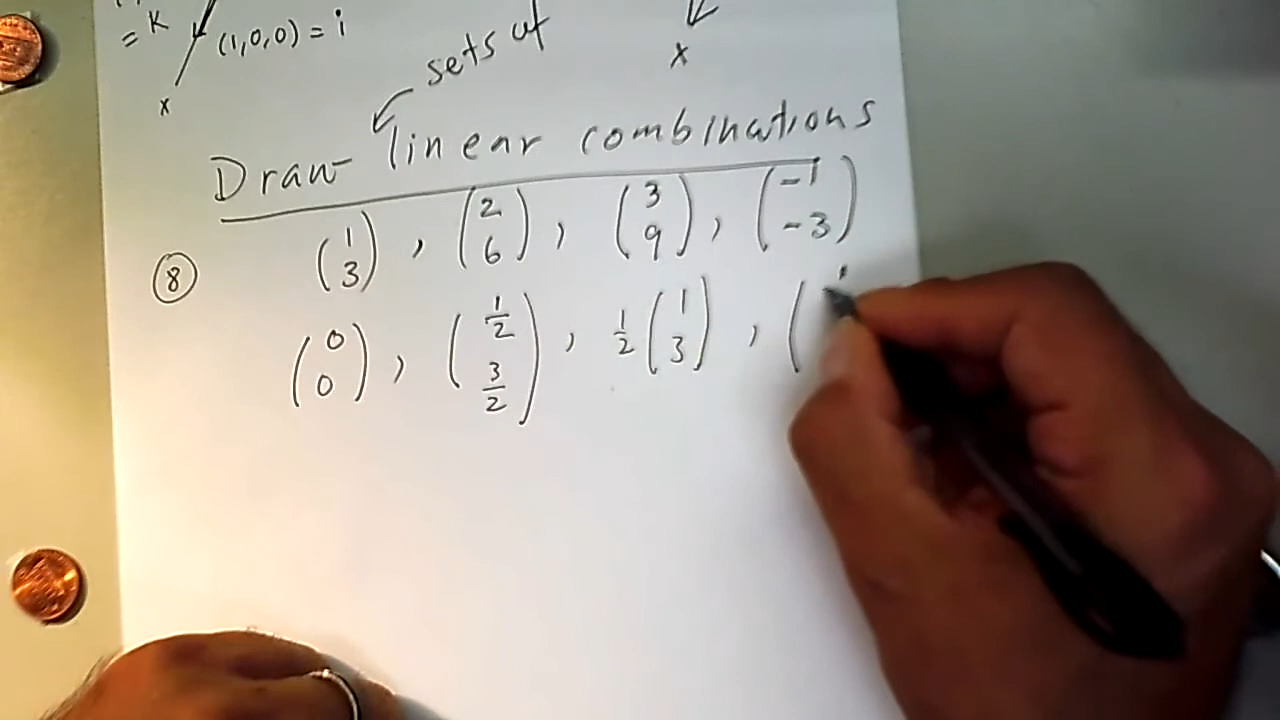 = K (1,0,0) = i
x x
sets of
Draw linear combinations
⑧ (1 3), (2 6), (3 9), (-1 -3)
(0 0), (1/2 3/2), 1/2 (1 3), (